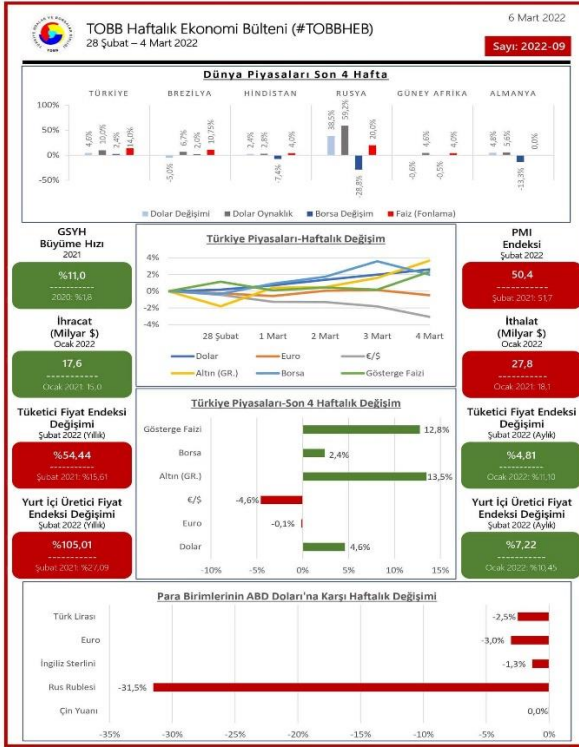 TOBB Haftalık Ekonomi Bülteni (#TOBBHEB)
28 Şubat – 4 Mart 2022
6 Mart 2022
Sayı: 2022-09
TOBB
Dünya Piyasaları Son 4 Hafta
TÜRKİYE BREZİLYA HİNDİSTAN RUSYA GÜNEY AFRİKA ALMANYA
100%
50%
0%
-50%
4,6% 10,0% 2,4% 14,0%
-5,0% 6,7% 2,0% 10,75%
2,4% 2,8% -7,4% 4,0%
38,5% 59,2% -28,8% 20,0%
-0,6% 4,6% -0,5% 4,0%
4,8% 5,6% -13,3% 0,0%
Dolar Değişimi Dolar Oynaklık Borsa Değişim Faiz (Fonlama)
GSYH
Büyüme Hızı
2021
%11,0
-----------
2020: %1,8
İhracat
(Milyar $)
Ocak 2022
17,6
-----------
Ocak 2021: 15,0
Tüketici Fiyat Endeksi
Değişimi
Şubat 2022 (Yıllık)
%54,44
-----------
Şubat 2021: %15,61
Yurt İçi Üretici Fiyat
Endeksi Değişimi
Şubat 2022 (Yıllık)
%105,01
-----------
Şubat 2021: %27,09
Türkiye Piyasaları-Haftalık Değişim
4%
2%
0%
-2%
-4%
28 Şubat 1 Mart 2 Mart 3 Mart 4 Mart
Dolar Euro €/$
Altın (GR.) Borsa Gösterge Faizi
Türkiye Piyasaları-Son 4 Haftalık Değişim
Gösterge Faizi 12,8%
Borsa 2,4%
Altın (GR.) 13,5%
€/$ -4,6%
Euro -0,1%
Dolar 4,6%
-10% -5% 0% 5% 10% 15%
PMI
Endeksi
Şubat 2022
50,4
-----------
Şubat 2021: 51,7
İthalat
(Milyar $)
Ocak 2022
27,8
-----------
Ocak 2021: 18,1
Tüketici Fiyat Endeksi
Değişimi
Şubat 2022 (Aylık)
%4,81
-----------
Ocak 2022: %11,10
Yurt İçi Üretici Fiyat
Endeksi Değişimi
Şubat 2022 (Aylık)
%7,22
-----------
Ocak 2022: %10,45
Para Birimlerinin ABD Doları'na Karşı Haftalık Değişimi
Türk Lirası -2,5%
Euro -3,0%
İngiliz Sterlini -1,3%
Rus Rublesi -31,5%
Çin Yuanı 0,0%
-35% -30% -25% -20% -15% -10% -5% 0%